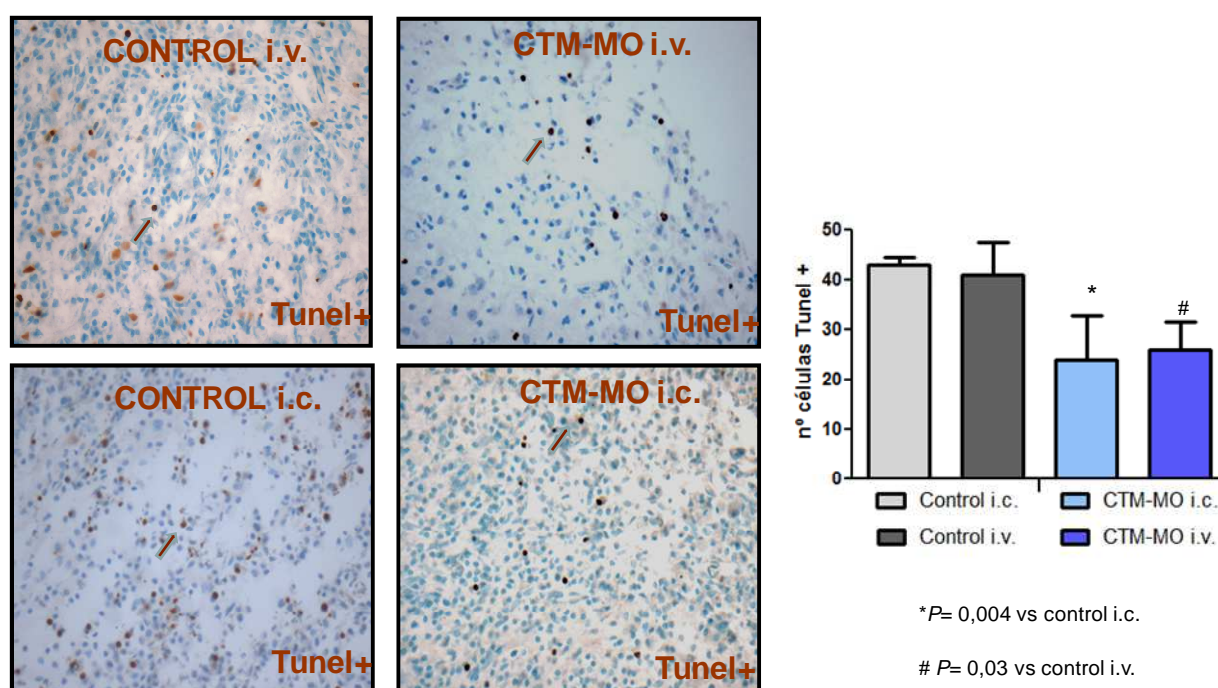 CONTROL i.v.
Tunel+
CTM-MO i.v.
Tunel+
CONTROL i.c.
Tunel+
CTM-MO i.c.
Tunel+
nº células Tunel +
50
40
30
20
10
0
*
#
Control i.c.
CTM-MO i.c.
Control i.v.
CTM-MO i.v.
*P= 0,004 vs control i.c.
# P= 0,03 vs control i.v.